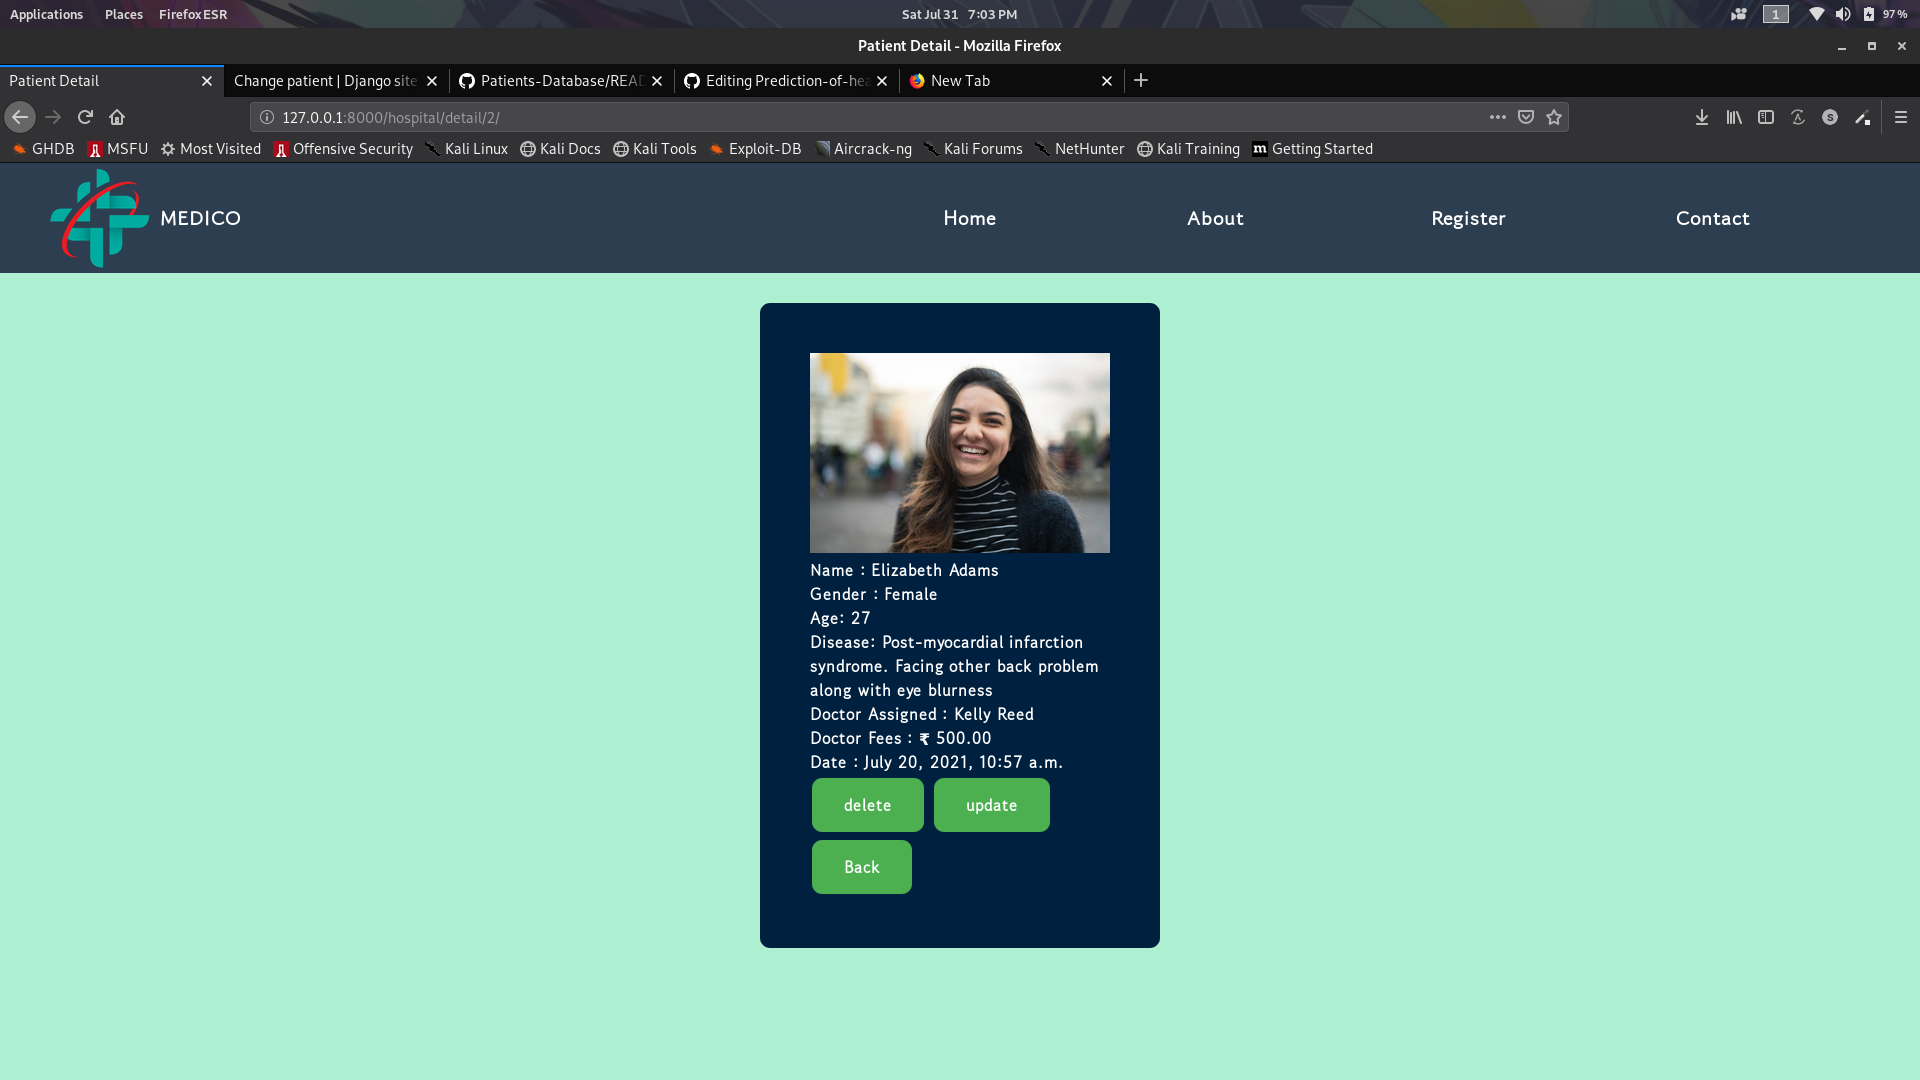 Applications Places Firefox ESR Sat Jul 31 7:03 PM 1 97%
Patient Detail - Mozilla Firefox
Patient Detail Change patient | Django site Patients-Database/READ Editing Prediction-of-hea New Tab
127.0.0.1:8000/hospital/detail/2/
GHDB MSFU Most Visited Offensive Security Kali Linux Kali Docs Kali Tools Exploit-DB Aircrack-ng Kali Forums NetHunter Kali Training Getting Started
MEDICO Home About Register Contact
Name : Elizabeth Adams
Gender : Female
Age: 27
Disease: Post-myocardial infarction
syndrome. Facing other back problem
along with eye blurness
Doctor Assigned : Kelly Reed
Doctor Fees : ₹ 500.00
Date : July 20, 2021, 10:57 a.m.
delete update
Back